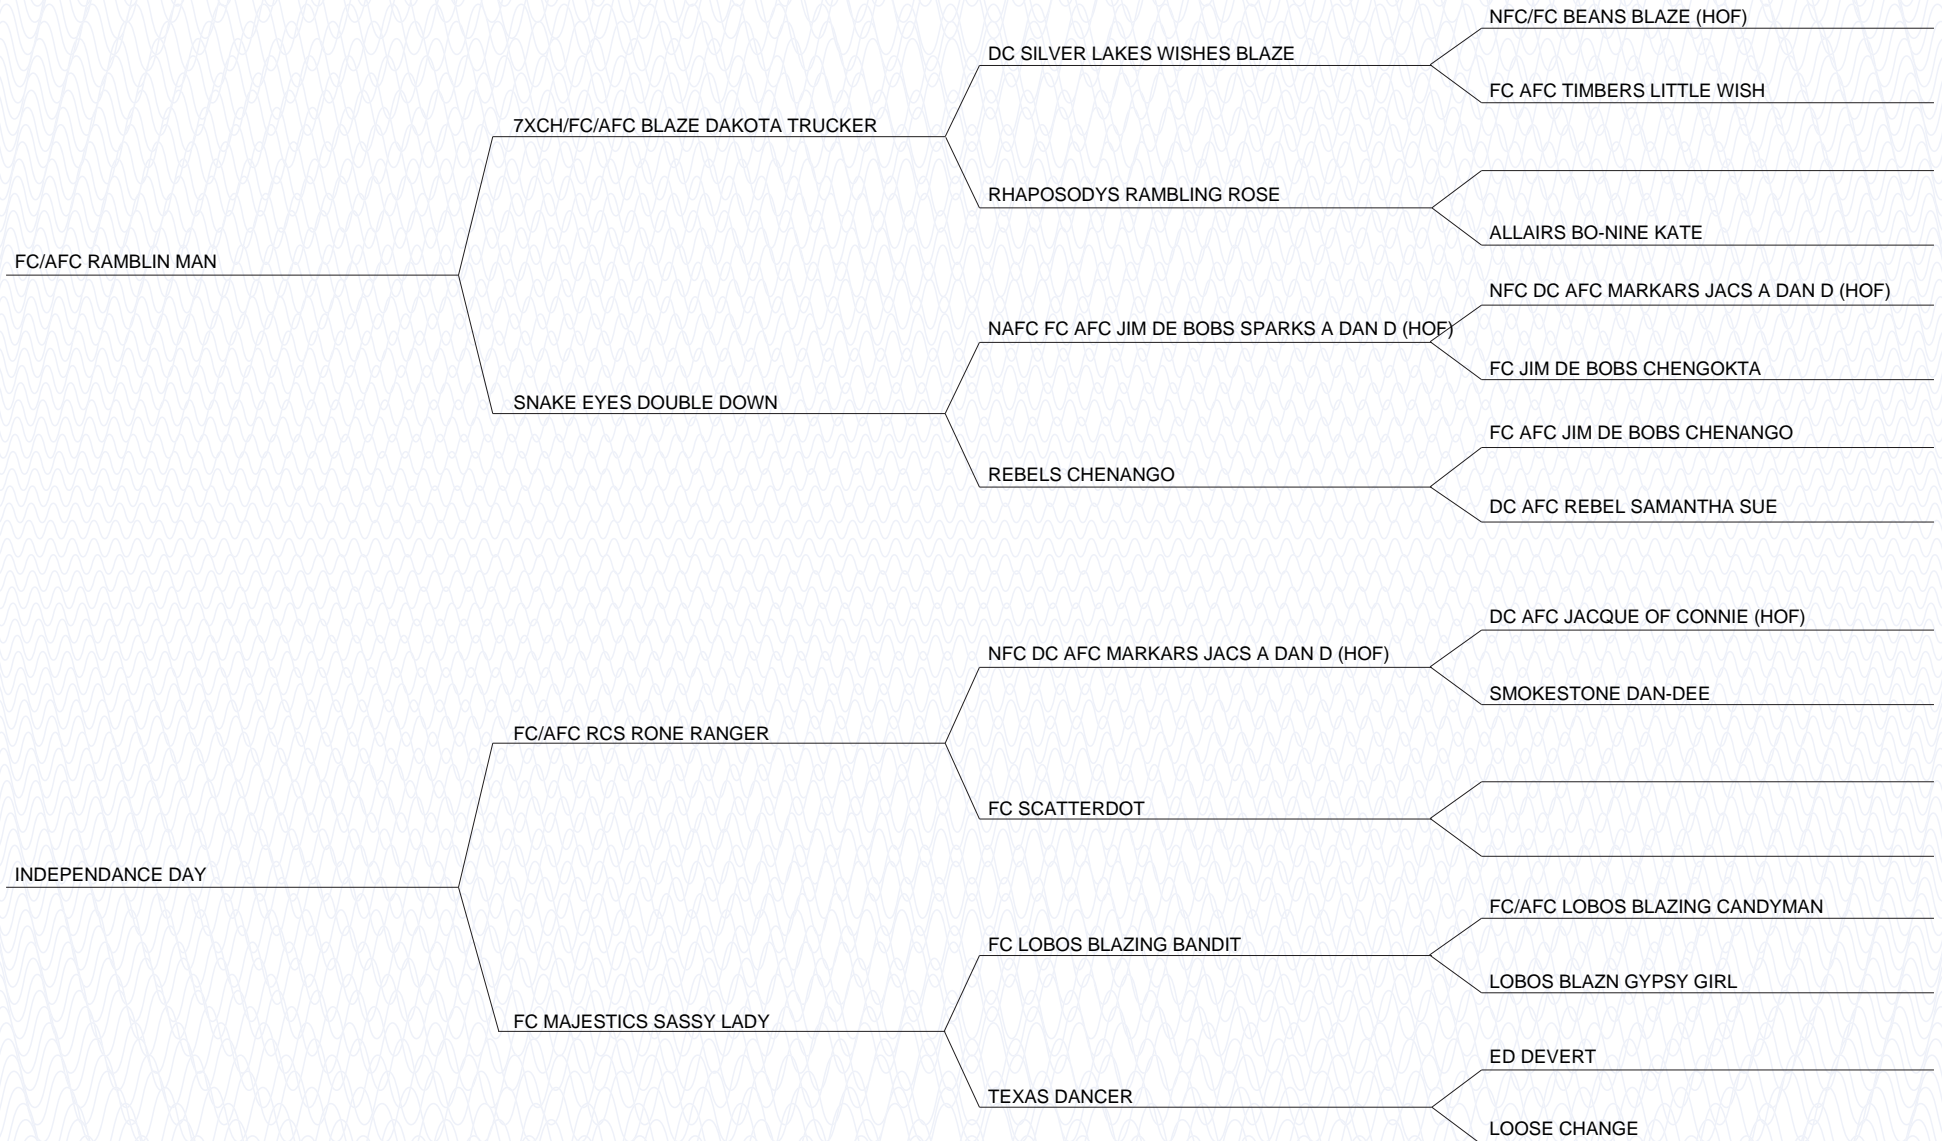 NFC/FC BEANS BLAZE (HOF)
DC SILVER LAKES WISHES BLAZE
FC AFC TIMBERS LITTLE WISH
7XCH/FC/AFC BLAZE DAKOTA TRUCKER
RHAPOSODYS RAMBLING ROSE
ALLAIRS BO-NINE KATE
FC/AFC RAMBLIN MAN
NFC DC AFC MARKARS JACS A DAN D (HOF)
NAFC FC AFC JIM DE BOBS SPARKS A DAN D (HOF)
FC JIM DE BOBS CHENGOKTA
SNAKE EYES DOUBLE DOWN
FC AFC JIM DE BOBS CHENANGO
REBELS CHENANGO
DC AFC REBEL SAMANTHA SUE
DC AFC JACQUE OF CONNIE (HOF)
NFC DC AFC MARKARS JACS A DAN D (HOF)
SMOKESTONE DAN-DEE
FC/AFC RCS RONE RANGER
FC SCATTERDOT
INDEPENDANCE DAY
FC/AFC LOBOS BLAZING CANDYMAN
FC LOBOS BLAZING BANDIT
LOBOS BLAZN GYPSY GIRL
FC MAJESTICS SASSY LADY
ED DEVERT
TEXAS DANCER
LOOSE CHANGE